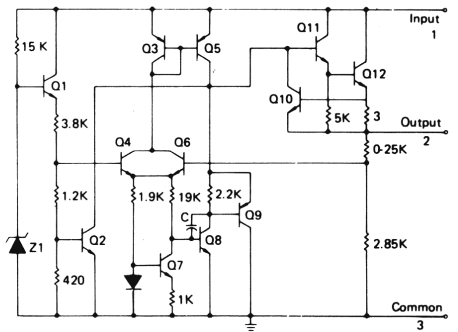 Input
1
Q11
Q3
Q5
15 K
Q1
Q12
Q10
3.8K
5K
3
Output
2
Q4
Q6
0-25K
1.2K
1.9K
19K
2.2K
C
Q9
Z1
Q2
Q8
2.85K
Q7
420
1K
Common
3